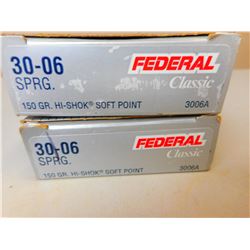 30-06 FEDERAL
SPRG. Classic
150 GR. HI-SHOK® SOFT POINT 3006A
30-06 FEDERAL
SPRG. Classic
150 GR. HI-SHOK® SOFT POINT 3006A